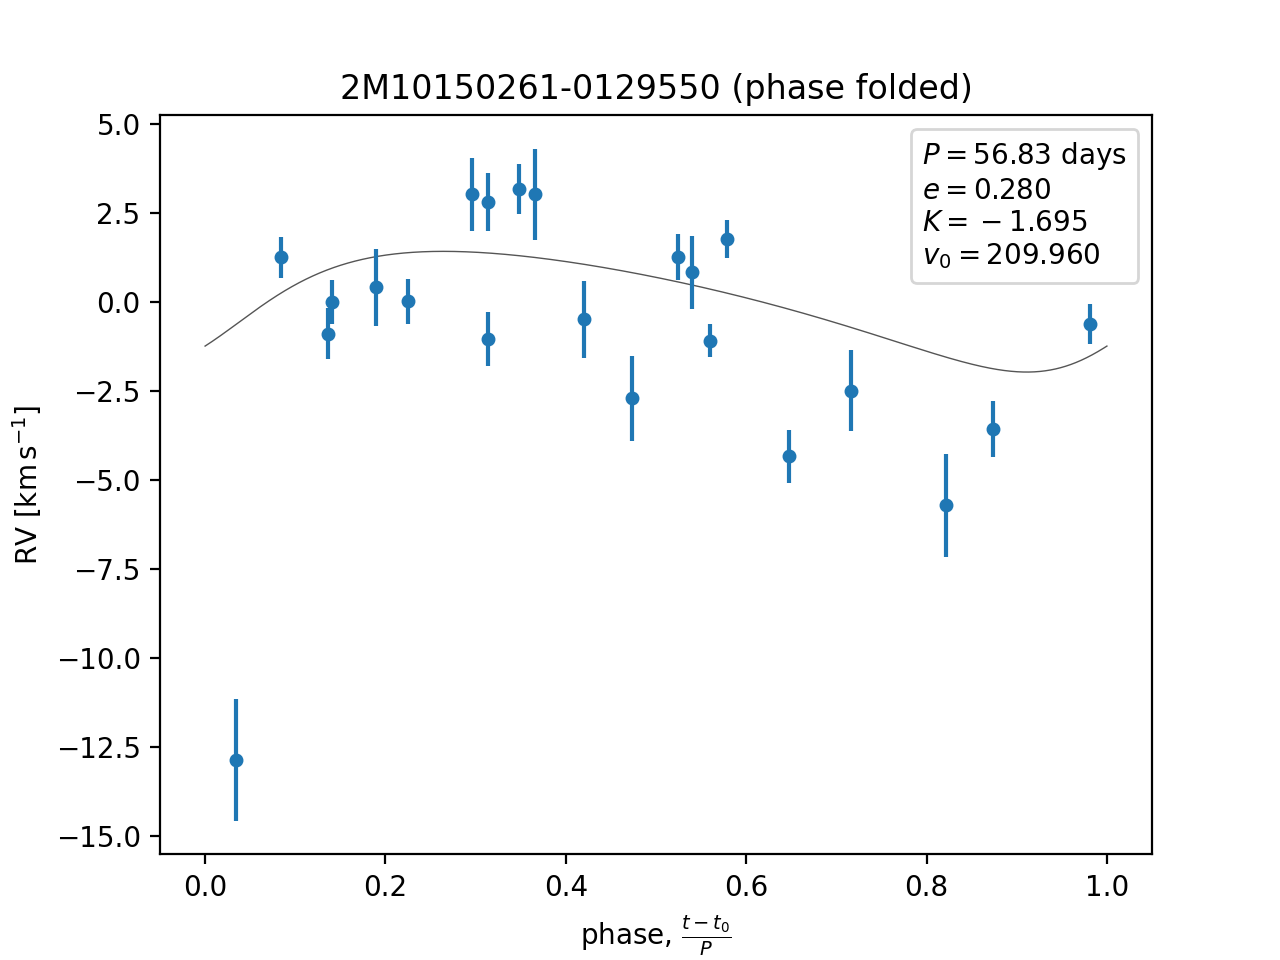 2M10150261-0129550 (phase folded)
P = 56.83 days
e = 0.280
K = −1.695
v₀ = 209.960
5.0
2.5
0.0
−2.5
−5.0
−7.5
−10.0
−12.5
−15.0
RV [km s⁻¹]
0.0 0.2 0.4 0.6 0.8 1.0
phase, (t − t₀)/P